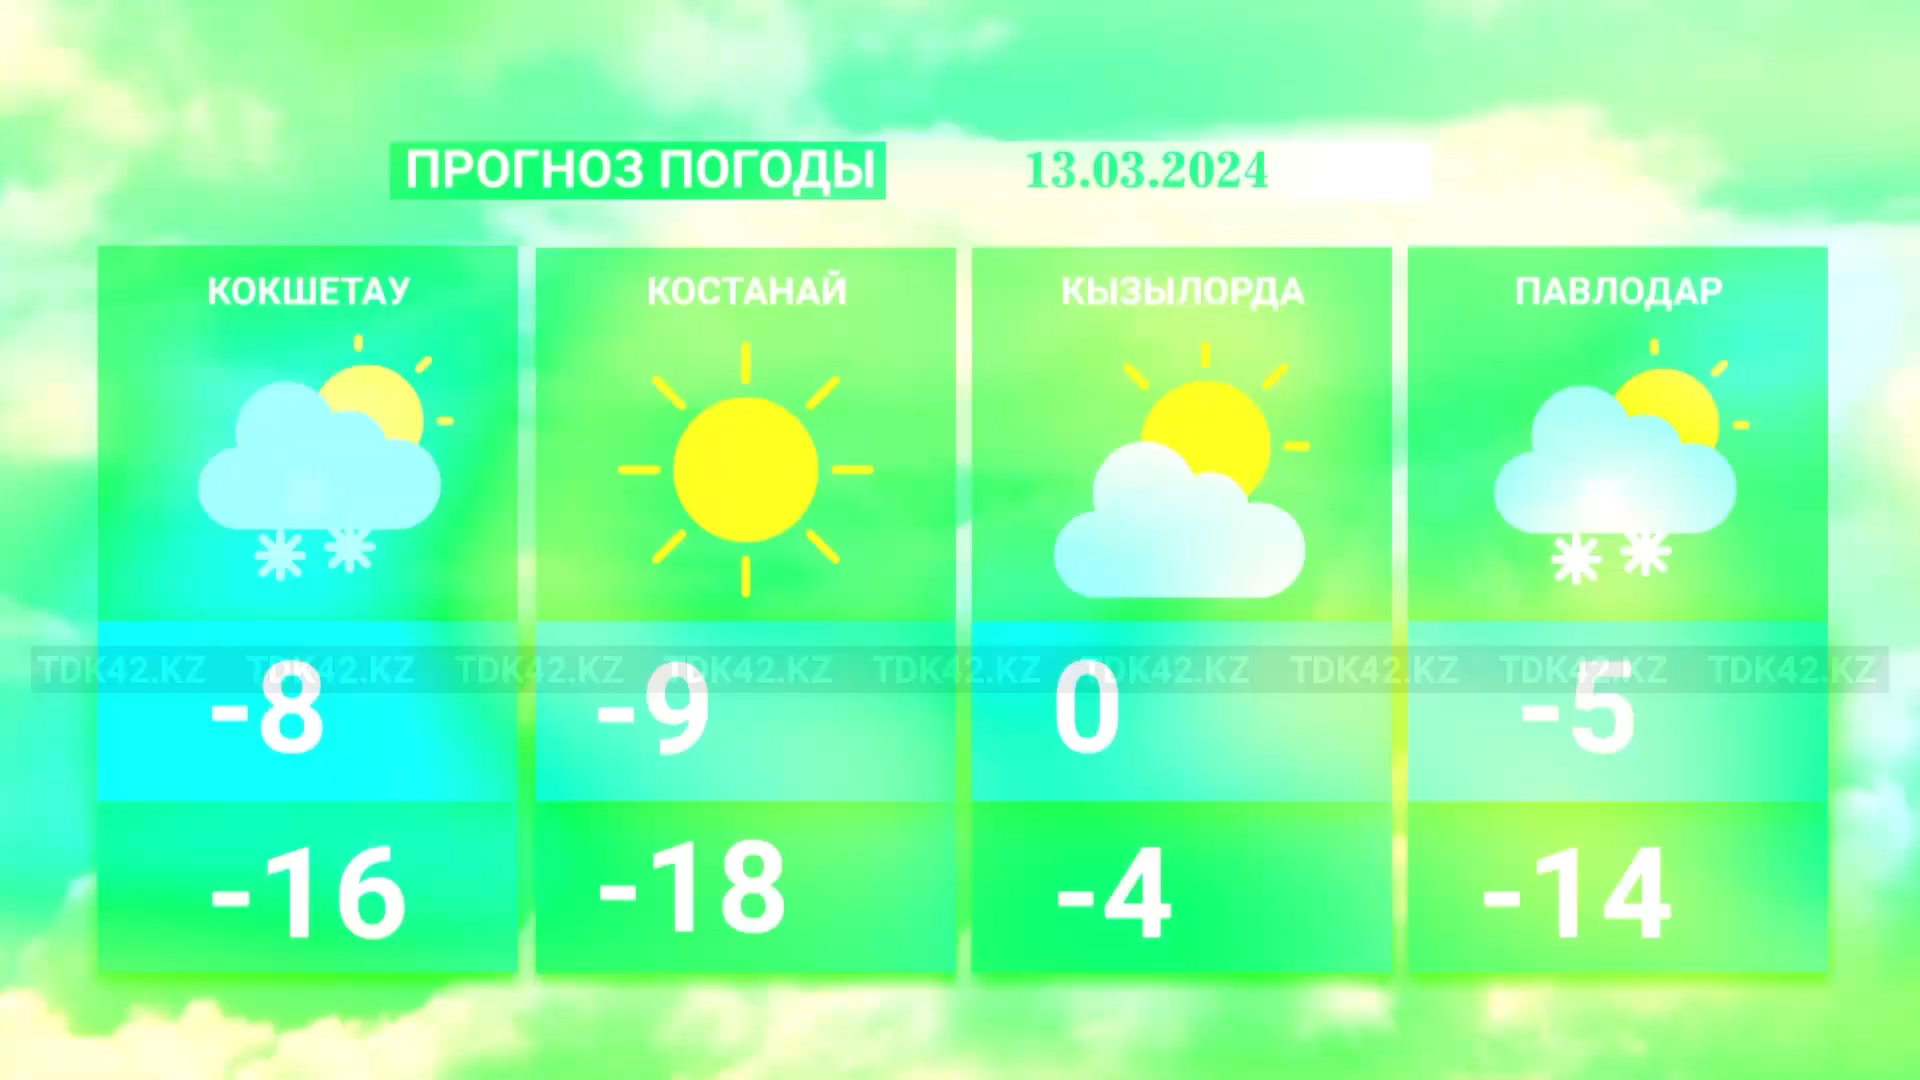 ПРОГНОЗ ПОГОДЫ 13.03.2024
КОКШЕТАУ КОСТАНАЙ КЫЗЫЛОРДА ПАВЛОДАР
TDK42.KZ TDK42.KZ TDK42.KZ TDK42.KZ TDK42.KZ TDK42.KZ TDK42.KZ TDK42.KZ TDK42.KZ
-8 -9 0 -5
-16 -18 -4 -14